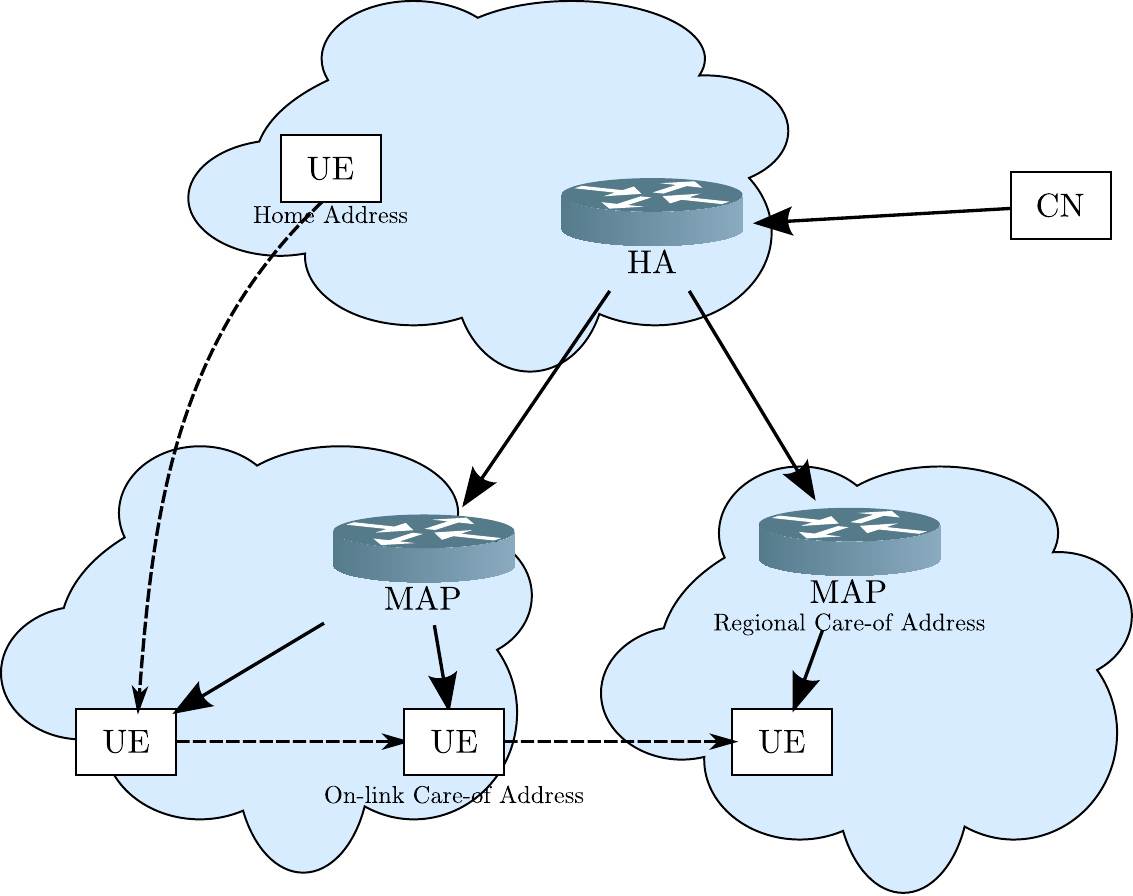 UE
Home Address
CN
HA
MAP
MAP
Regional Care-of Address
UE
UE
UE
On-link Care-of Address